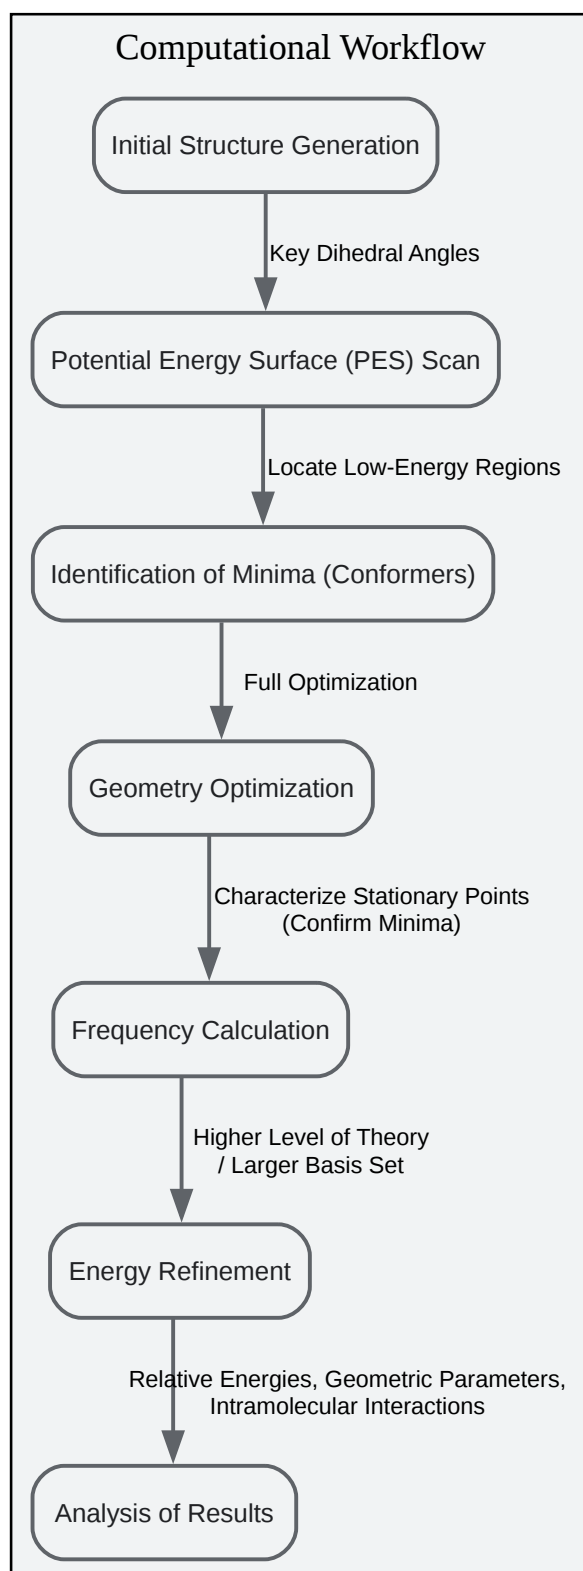 Computational Workflow
Initial Structure Generation
Key Dihedral Angles
Potential Energy Surface (PES) Scan
Locate Low-Energy Regions
Identification of Minima (Conformers)
Full Optimization
Geometry Optimization
Characterize Stationary Points
(Confirm Minima)
Frequency Calculation
Higher Level of Theory
/ Larger Basis Set
Energy Refinement
Relative Energies, Geometric Parameters,
Intramolecular Interactions
Analysis of Results